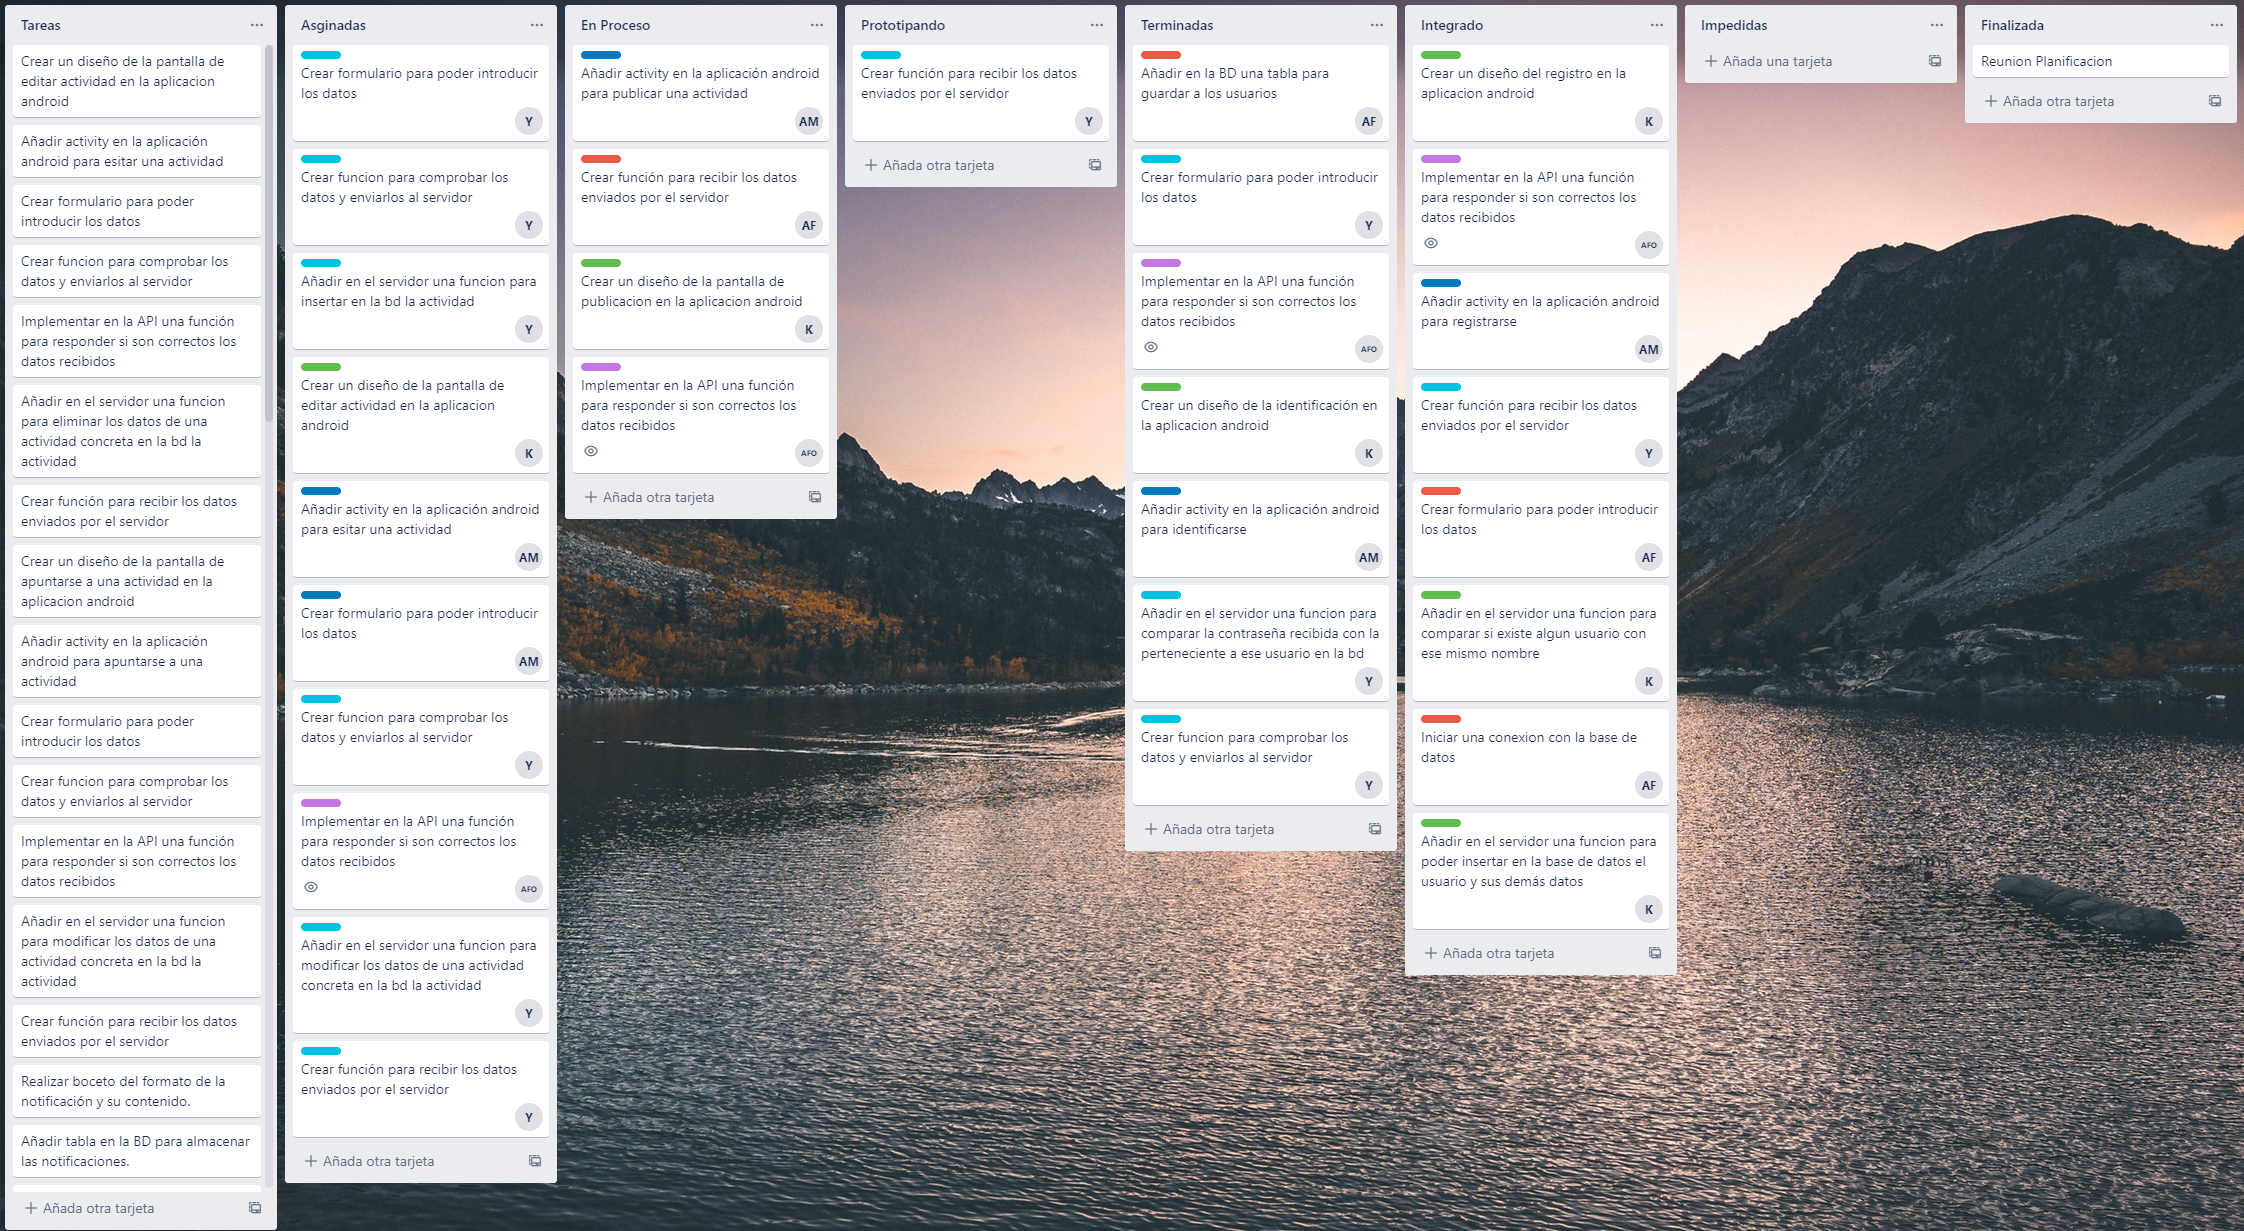 Tareas
Crear un diseño de la pantalla de
editar actividad en la aplicacion
android
Añadir activity en la aplicación
android para esitar una actividad
Crear formulario para poder
introducir los datos
Crear funcion para comprobar los
datos y enviarlos al servidor
Implementar en la API una función
para responder si son correctos los
datos recibidos
Añadir en el servidor una funcion
para eliminar los datos de una
actividad concreta en la bd la
actividad
Crear función para recibir los datos
enviados por el servidor
Crear un diseño de la pantalla de
apuntarse a una actividad en la
aplicacion android
Añadir activity en la aplicación
android para apuntarse a una
actividad
Crear formulario para poder
introducir los datos
Crear funcion para comprobar los
datos y enviarlos al servidor
Implementar en la API una función
para responder si son correctos los
datos recibidos
Añadir en el servidor una funcion
para modificar los datos de una
actividad concreta en la bd la
actividad
Crear función para recibir los datos
enviados por el servidor
Realizar boceto del formato de la
notificación y su contenido.
Añadir tabla en la BD para almacenar
las notificaciones.
Añada otra tarjeta
Asginadas
Crear formulario para poder introducir
los datos
Y
Crear funcion para comprobar los
datos y enviarlos al servidor
Y
Añadir en el servidor una funcion para
insertar en la bd la actividad
Y
Crear un diseño de la pantalla de
editar actividad en la aplicacion
android
K
Añadir activity en la aplicación android
para esitar una actividad
AM
Crear formulario para poder introducir
los datos
AM
Crear funcion para comprobar los
datos y enviarlos al servidor
Y
Implementar en la API una función
para responder si son correctos los
datos recibidos
AFO
Añadir en el servidor una funcion para
modificar los datos de una actividad
concreta en la bd la actividad
Y
Crear función para recibir los datos
enviados por el servidor
Y
Añada otra tarjeta
En Proceso
Añadir activity en la aplicación android
para publicar una actividad
AM
Crear función para recibir los datos
enviados por el servidor
AF
Crear un diseño de la pantalla de
publicacion en la aplicacion android
K
Implementar en la API una función
para responder si son correctos los
datos recibidos
AFO
Añada otra tarjeta
Prototipando
Crear función para recibir los datos
enviados por el servidor
Y
Añada otra tarjeta
Terminadas
Añadir en la BD una tabla para
guardar a los usuarios
AF
Crear formulario para poder introducir
los datos
Y
Implementar en la API una función
para responder si son correctos los
datos recibidos
AFO
Crear un diseño de la identificación en
la aplicacion android
K
Añadir activity en la aplicación android
para identificarse
AM
Añadir en el servidor una funcion para
comparar la contraseña recibida con la
perteneciente a ese usuario en la bd
Y
Crear funcion para comprobar los
datos y enviarlos al servidor
Y
Añada otra tarjeta
Integrado
Crear un diseño del registro en la
aplicacion android
K
Implementar en la API una función
para responder si son correctos los
datos recibidos
AFO
Añadir activity en la aplicación android
para registrarse
AM
Crear función para recibir los datos
enviados por el servidor
Y
Crear formulario para poder introducir
los datos
AF
Añadir en el servidor una funcion para
comparar si existe algun usuario con
ese mismo nombre
K
Iniciar una conexion con la base de
datos
AF
Añadir en el servidor una funcion para
poder insertar en la base de datos el
usuario y sus demás datos
K
Añada otra tarjeta
Impedidas
Añada una tarjeta
Finalizada
Reunion Planificacion
Añada otra tarjeta